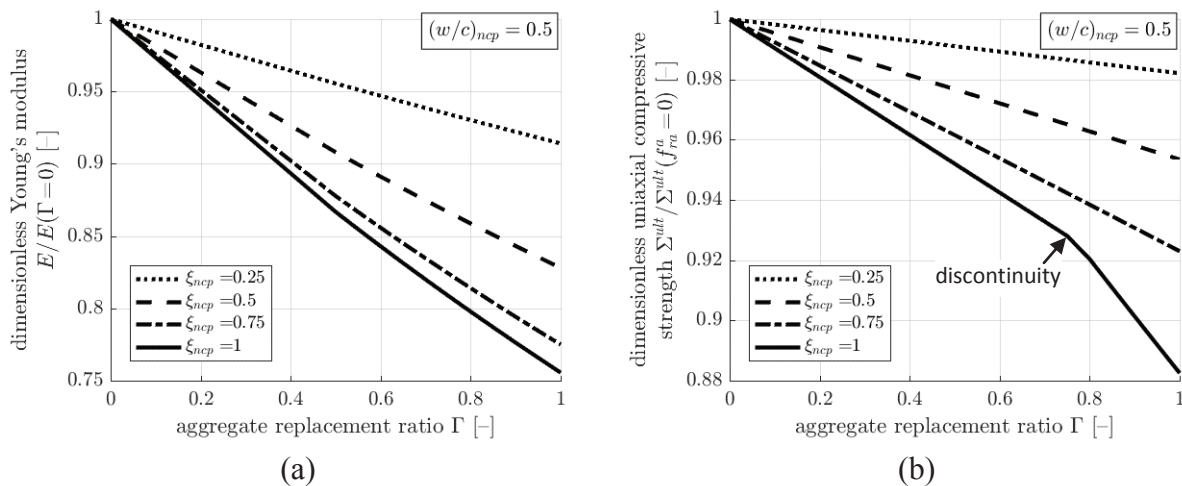 dimensionless Young's modulus
E/E(Γ=0) [–]
1
0.95
0.9
0.85
0.8
0.75
(w/c)ncp = 0.5
ξncp =0.25
ξncp =0.5
ξncp =0.75
ξncp =1
0 0.2 0.4 0.6 0.8 1
aggregate replacement ratio Γ [–]
(a)
dimensionless uniaxial compressive
strength Σ^ult/Σ^ult(f_ra^a=0) [–]
1
0.98
0.96
0.94
0.92
0.9
0.88
(w/c)ncp = 0.5
discontinuity
ξncp =0.25
ξncp =0.5
ξncp =0.75
ξncp =1
0 0.2 0.4 0.6 0.8 1
aggregate replacement ratio Γ [–]
(b)